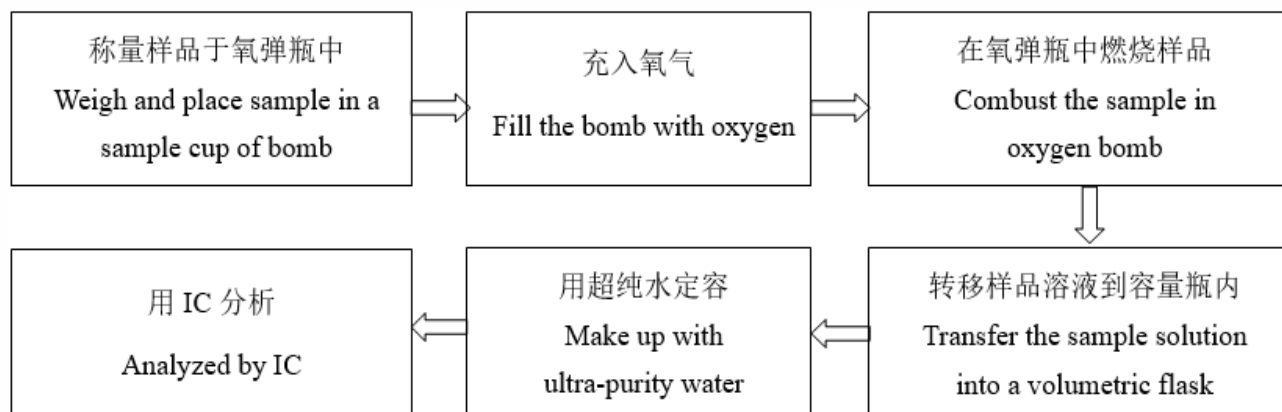 称量样品于氧弹瓶中
Weigh and place sample in a
sample cup of bomb
充入氧气
Fill the bomb with oxygen
在氧弹瓶中燃烧样品
Combust the sample in
oxygen bomb
转移样品溶液到容量瓶内
Transfer the sample solution
into a volumetric flask
用超纯水定容
Make up with
ultra-purity water
用 IC 分析
Analyzed by IC